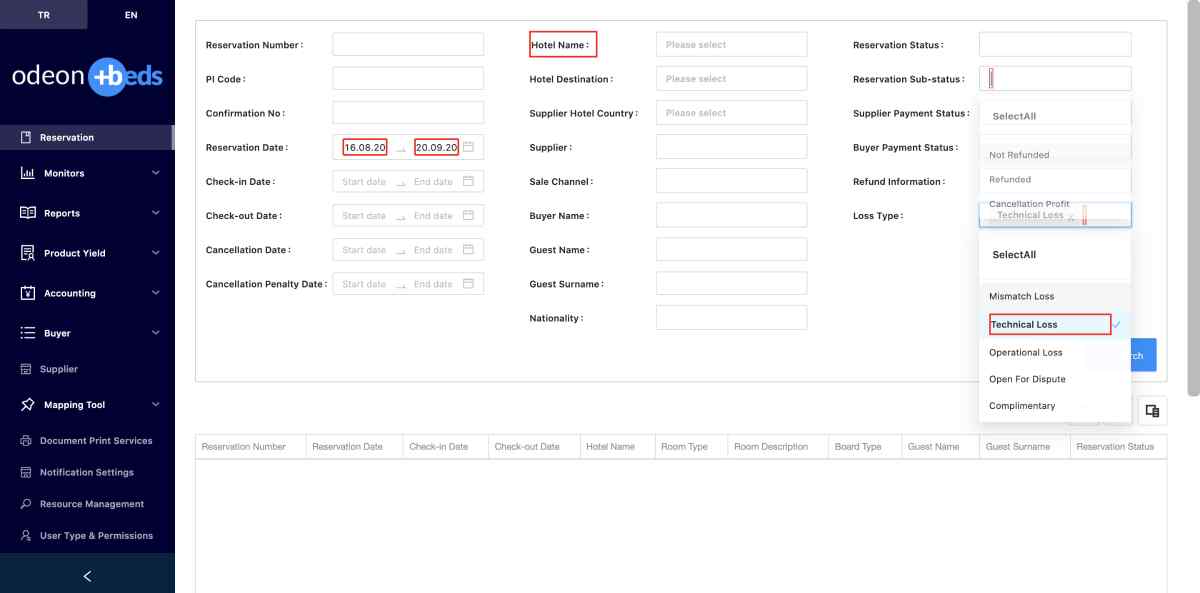 TR EN
odeon +beds
Reservation
Monitors
Reports
Product Yield
Accounting
Buyer
Supplier
Mapping Tool
Document Print Services
Notification Settings
Resource Management
User Type & Permissions
Reservation Number :
PI Code :
Confirmation No :
Reservation Date : 16.08.20 → 20.09.20
Check-in Date : Start date → End date
Check-out Date : Start date → End date
Cancellation Date : Start date → End date
Cancellation Penalty Date : Start date → End date
Hotel Name : Please select
Hotel Destination : Please select
Supplier Hotel Country : Please select
Supplier :
Sale Channel :
Buyer Name :
Guest Name :
Guest Surname :
Nationality :
Reservation Status :
Reservation Sub-status :
Supplier Payment Status :
Buyer Payment Status :
Refund Information :
Loss Type :
SelectAll
Not Refunded
Refunded
Cancellation Profit
Technical Loss x
SelectAll
Mismatch Loss
Technical Loss
Operational Loss
Open For Dispute
Complimentary
rch
Reservation Number Reservation Date Check-in Date Check-out Date Hotel Name Room Type Room Description Board Type Guest Name Guest Surname Reservation Status